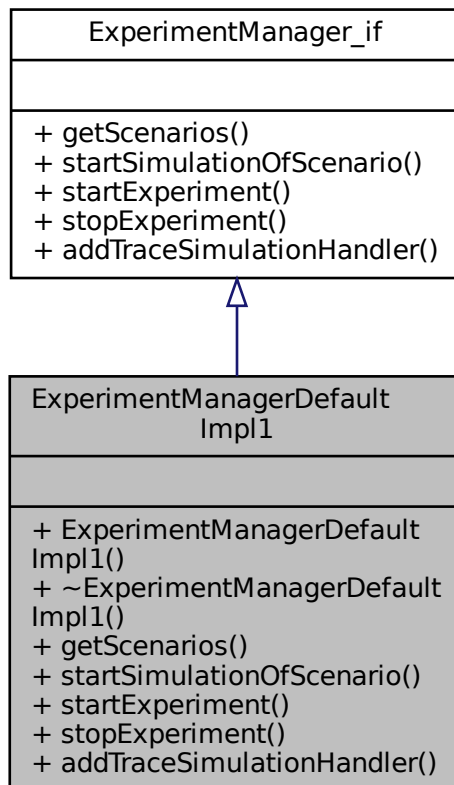 ExperimentManager_if
+ getScenarios()
+ startSimulationOfScenario()
+ startExperiment()
+ stopExperiment()
+ addTraceSimulationHandler()
ExperimentManagerDefault
Impl1
+ ExperimentManagerDefault
Impl1()
+ ~ExperimentManagerDefault
Impl1()
+ getScenarios()
+ startSimulationOfScenario()
+ startExperiment()
+ stopExperiment()
+ addTraceSimulationHandler()